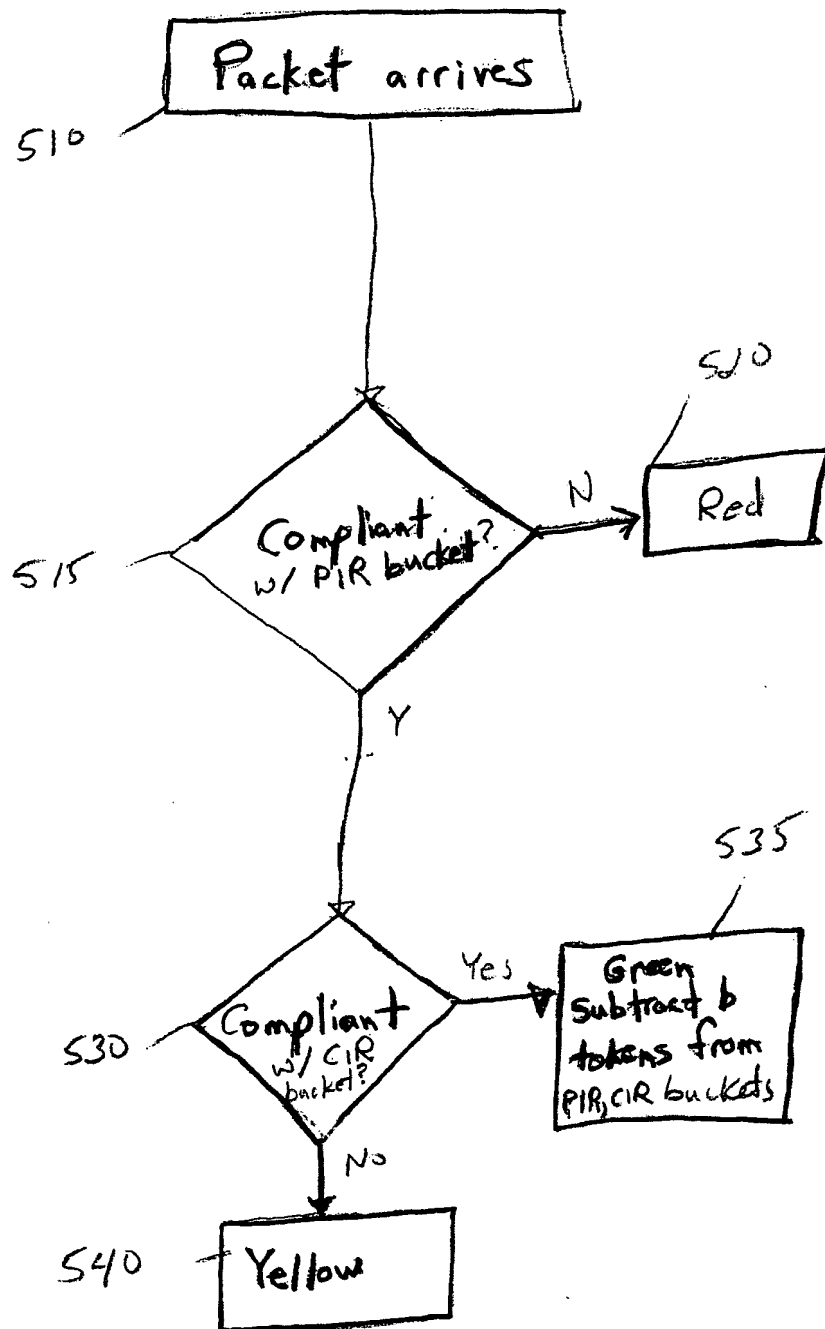 Packet arrives
510
520
Compliant
w/ PIR bucket?
N
Red
515
Y
535
Compliant
w/ CIR
bucket?
Yes
Green
Subtract b
tokens from
PIR, CIR buckets
530
No
540
Yellow